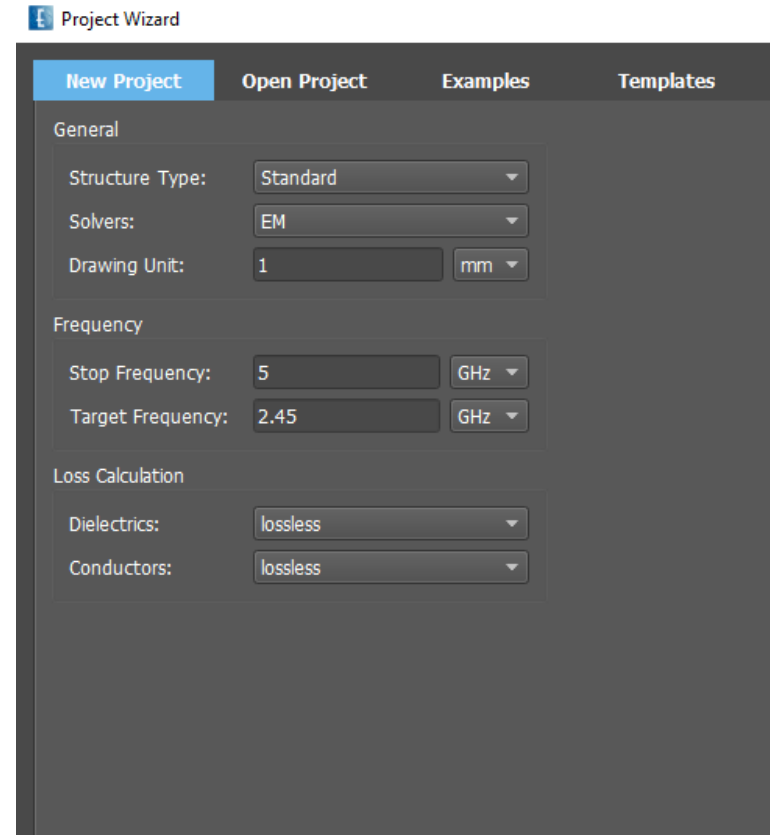 Project Wizard
New Project Open Project Examples Templates
General
Structure Type: Standard
Solvers: EM
Drawing Unit: 1 mm
Frequency
Stop Frequency: 5 GHz
Target Frequency: 2.45 GHz
Loss Calculation
Dielectrics: lossless
Conductors: lossless